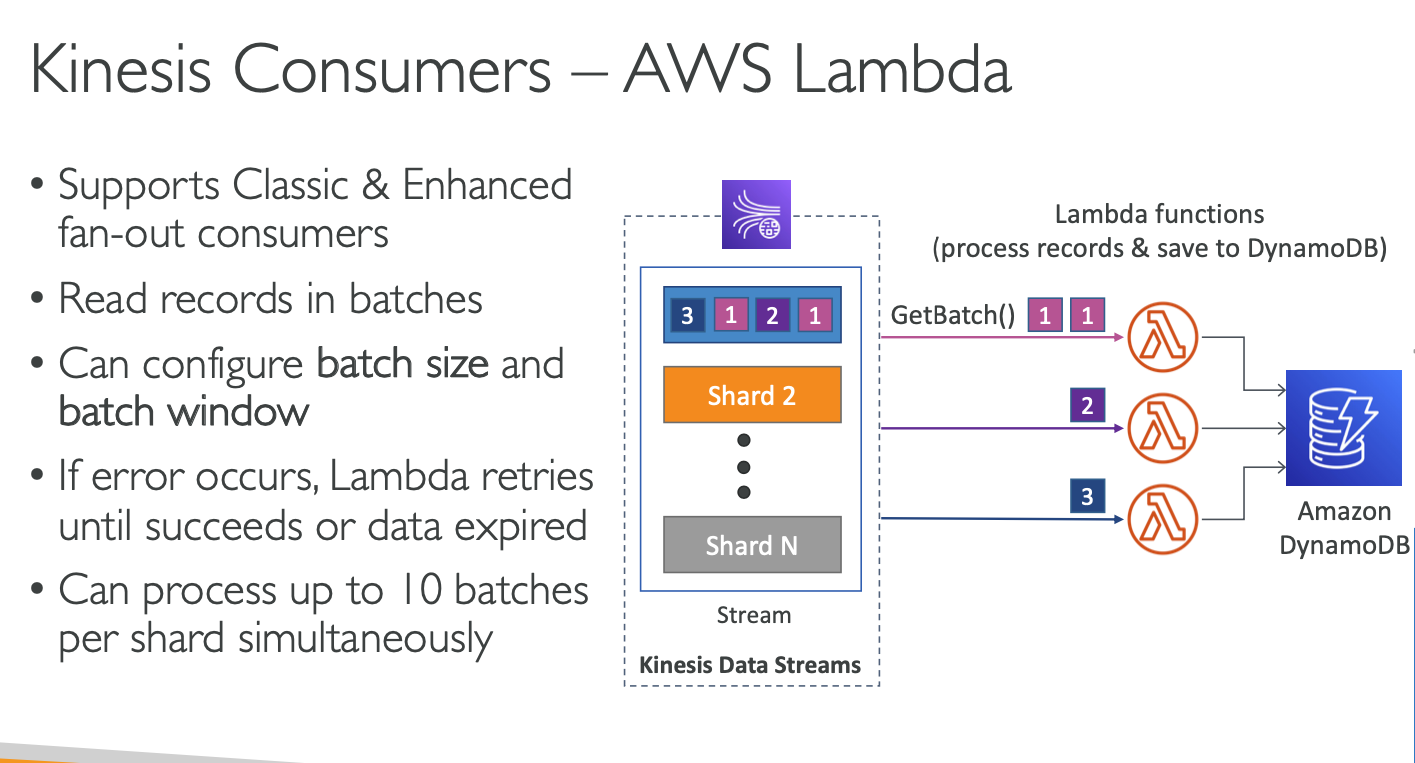 Kinesis Consumers – AWS Lambda
• Supports Classic & Enhanced
fan-out consumers
• Read records in batches
• Can configure batch size and
batch window
• If error occurs, Lambda retries
until succeeds or data expired
• Can process up to 10 batches
per shard simultaneously
3 1 2 1
Shard 2
Shard N
Stream
Kinesis Data Streams
Lambda functions
(process records & save to DynamoDB)
GetBatch() 1 1
2
3
Amazon
DynamoDB